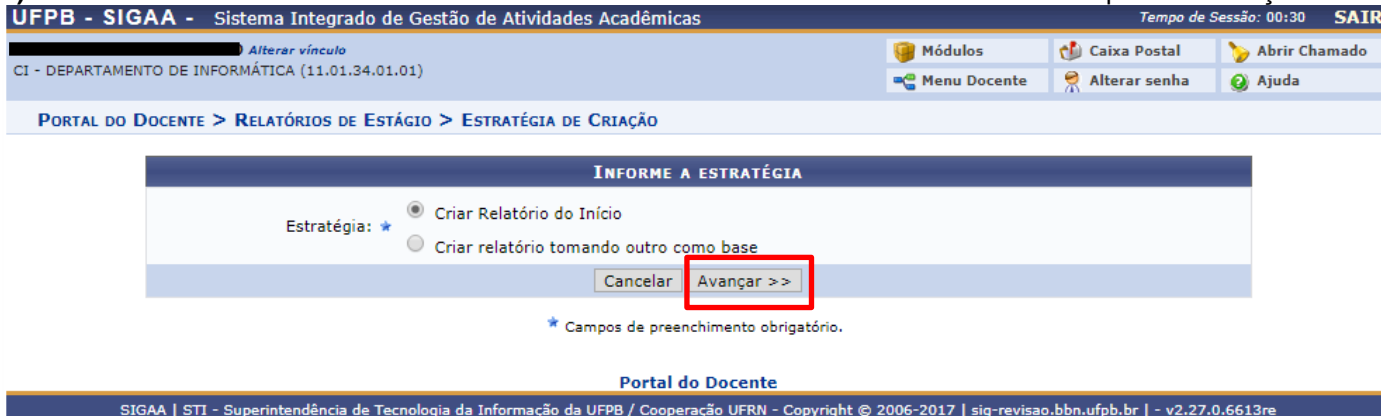 UFPB - SIGAA - Sistema Integrado de Gestão de Atividades Acadêmicas Tempo de Sessão: 00:30 SAIR
Alterar vínculo
CI - DEPARTAMENTO DE INFORMÁTICA (11.01.34.01.01)
Módulos Caixa Postal Abrir Chamado
Menu Docente Alterar senha Ajuda
PORTAL DO DOCENTE > RELATÓRIOS DE ESTÁGIO > ESTRATÉGIA DE CRIAÇÃO
INFORME A ESTRATÉGIA
Estratégia:
Criar Relatório do Início
Criar relatório tomando outro como base
Cancelar Avançar >>
Campos de preenchimento obrigatório.
Portal do Docente
SIGAA | STI - Superintendência de Tecnologia da Informação da UFPB / Cooperação UFRN - Copyright © 2006-2017 | sig-revisao.bbn.ufpb.br | - v2.27.0.6613re